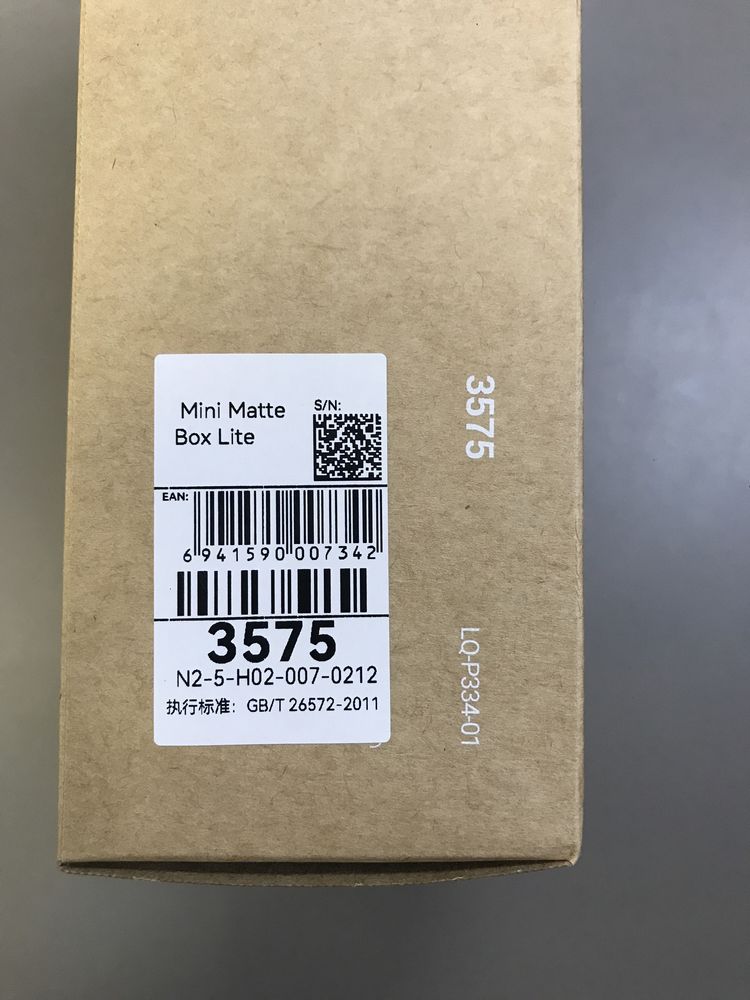 Mini Matte
Box Lite
S/N:
EAN:
6 941590 007342
3575
N2-5-H02-007-0212
执行标准：GB/T 26572-2011
3575
LQ-P334-01